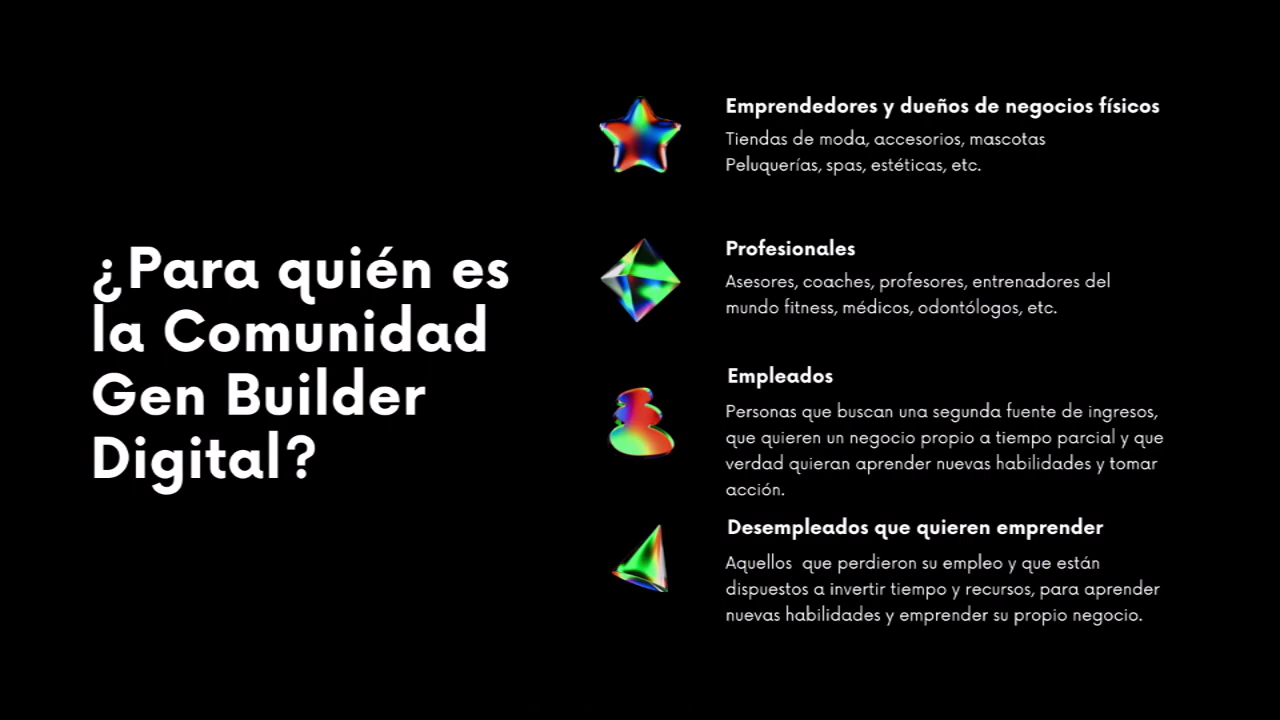 ¿Para quién es
la Comunidad
Gen Builder
Digital?
Emprendedores y dueños de negocios físicos
Tiendas de moda, accesorios, mascotas
Peluquerías, spas, estéticas, etc.
Profesionales
Asesores, coaches, profesores, entrenadores del
mundo fitness, médicos, odontólogos, etc.
Empleados
Personas que buscan una segunda fuente de ingresos,
que quieren un negocio propio a tiempo parcial y que
verdad quieran aprender nuevas habilidades y tomar
acción.
Desempleados que quieren emprender
Aquellos  que perdieron su empleo y que están
dispuestos a invertir tiempo y recursos, para aprender
nuevas habilidades y emprender su propio negocio.